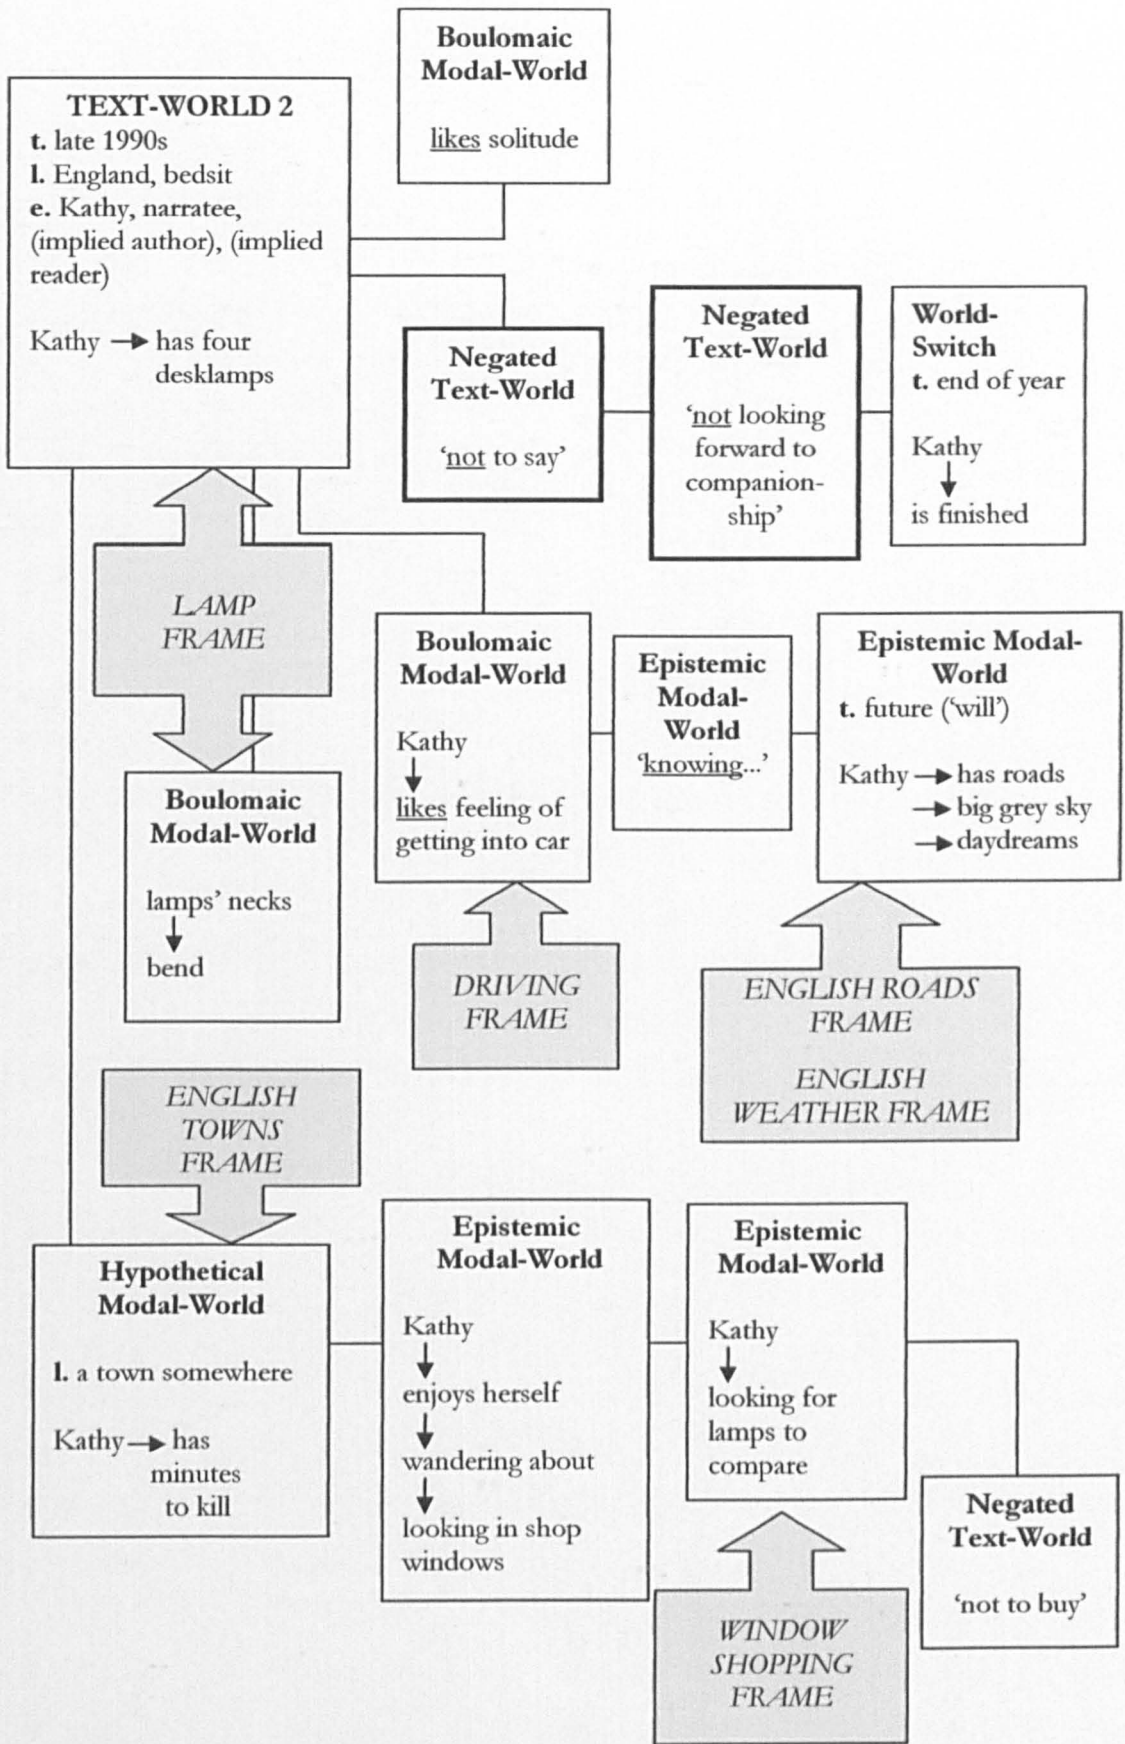 Boulomaic
Modal-World
likes solitude
TEXT-WORLD 2
t. late 1990s
l. England, bedsit
e. Kathy, narratee,
(implied author), (implied
reader)
Kathy → has four
desklamps
Negated
Text-World
'not to say'
Negated
Text-World
'not looking
forward to
companion-
ship'
World-
Switch
t. end of year
Kathy
is finished
LAMP
FRAME
Boulomaic
Modal-World
Kathy
likes feeling of
getting into car
Epistemic
Modal-
World
'knowing...'
Epistemic Modal-
World
t. future ('will')
Kathy → has roads
→ big grey sky
→ daydreams
Boulomaic
Modal-World
lamps' necks
bend
DRIVING
FRAME
ENGLISH ROADS
FRAME
ENGLISH
WEATHER FRAME
ENGLISH
TOWNS
FRAME
Hypothetical
Modal-World
l. a town somewhere
Kathy → has
minutes
to kill
Epistemic
Modal-World
Kathy
enjoys herself
wandering about
looking in shop
windows
Epistemic
Modal-World
Kathy
looking for
lamps to
compare
Negated
Text-World
'not to buy'
WINDOW
SHOPPING
FRAME